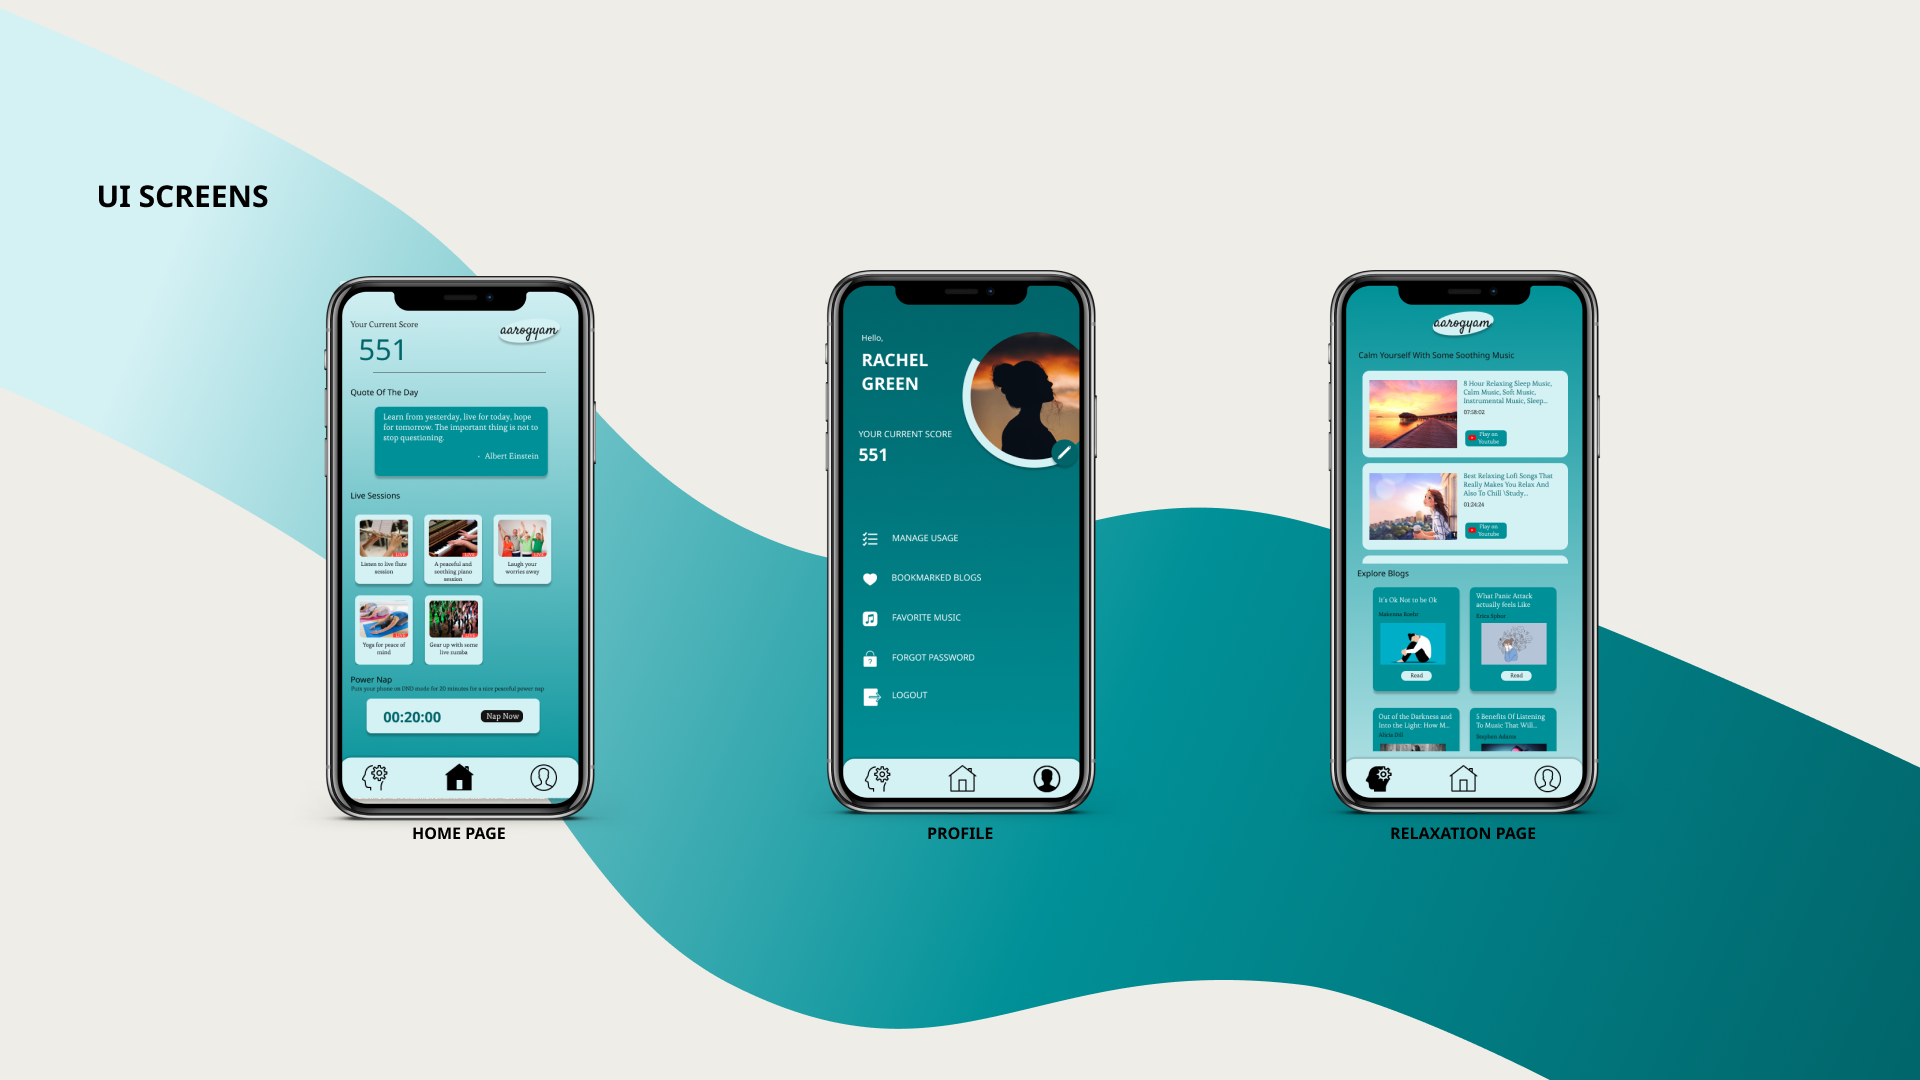 UI SCREENS
Your Current Score
aarogyam
551
Quote Of The Day
Learn from yesterday, live for today, hope
for tomorrow. The important thing is not to
stop questioning.
- Albert Einstein
Live Sessions
Listen to live flute
session
LIVE
A peaceful and
soothing piano
session
LIVE
Laugh your
worries away
LIVE
Yoga for peace of
mind
LIVE
Gear up with some
live zumba
LIVE
Power Nap
Puts your phone on DND mode for 20 minutes for a nice peaceful power nap
00:20:00
Nap Now
HOME PAGE
Hello,
RACHEL
GREEN
YOUR CURRENT SCORE
551
MANAGE USAGE
BOOKMARKED BLOGS
FAVORITE MUSIC
?
FORGOT PASSWORD
LOGOUT
PROFILE
aarogyam
Calm Yourself With Some Soothing Music
8 Hour Relaxing Sleep Music,
Calm Music, Soft Music,
Instrumental Music, Sleep...
07:58:02
Play on
Youtube
Best Relaxing Lofi Songs That
Really Makes You Relax And
Also To Chill \Study...
01:24:24
Play on
Youtube
Explore Blogs
It's Ok Not to be Ok
Read
What Panic Attack
actually feels Like
Read
Out of the Darkness and
Into the Light: How M...
Alicia Dill
5 Benefits Of Listening
To Music That Will...
Stephen Adams
RELAXATION PAGE